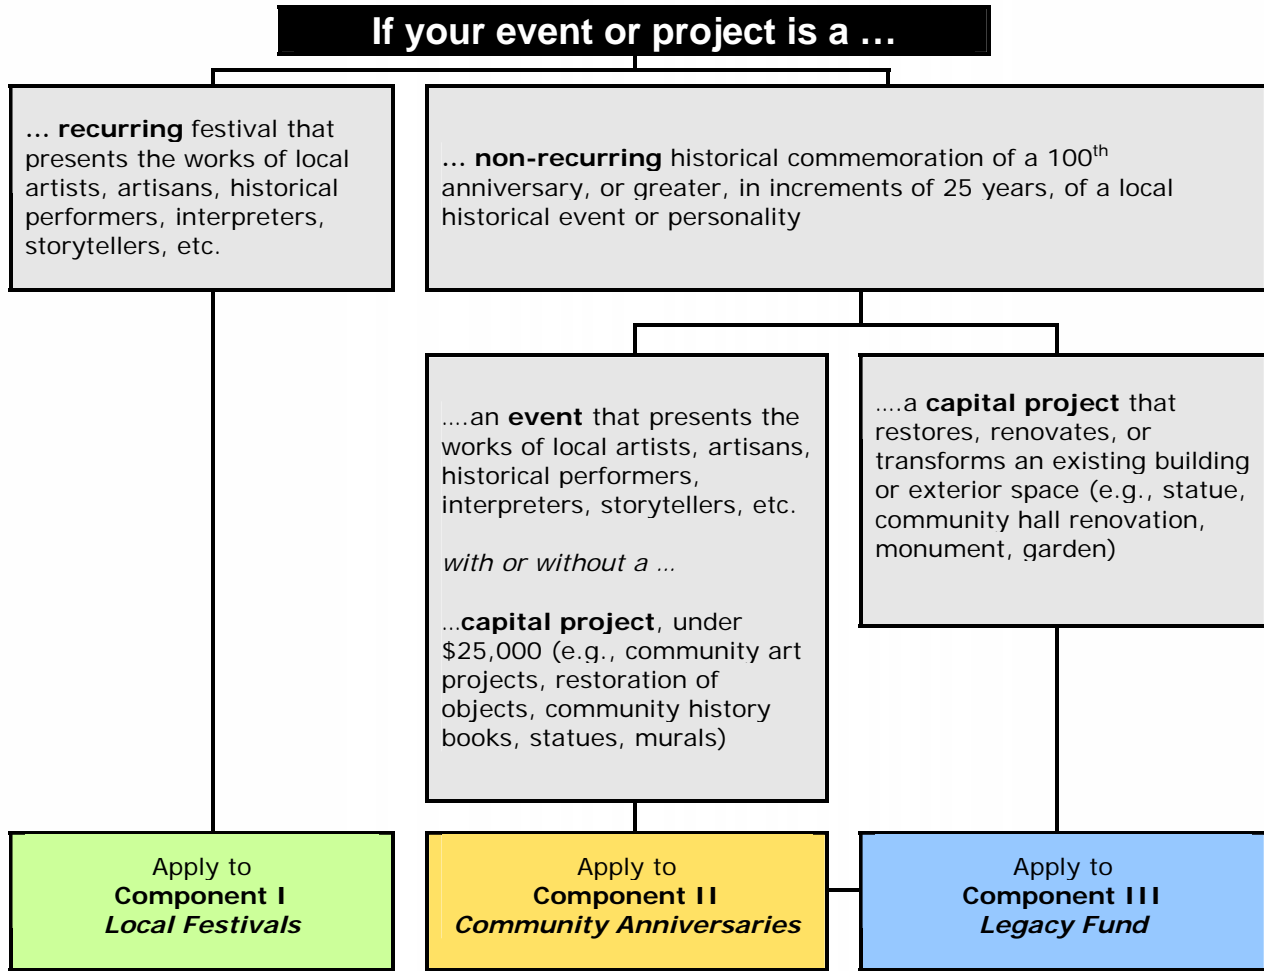 If your event or project is a …
… recurring festival that
presents the works of local
artists, artisans, historical
performers, interpreters,
storytellers, etc.
… non-recurring historical commemoration of a 100th
anniversary, or greater, in increments of 25 years, of a local
historical event or personality
….an event that presents the
works of local artists, artisans,
historical performers,
interpreters, storytellers, etc.
with or without a …
…capital project, under
$25,000 (e.g., community art
projects, restoration of
objects, community history
books, statues, murals)
….a capital project that
restores, renovates, or
transforms an existing building
or exterior space (e.g., statue,
community hall renovation,
monument, garden)
Apply to
Component I
Local Festivals
Apply to
Component II
Community Anniversaries
Apply to
Component III
Legacy Fund